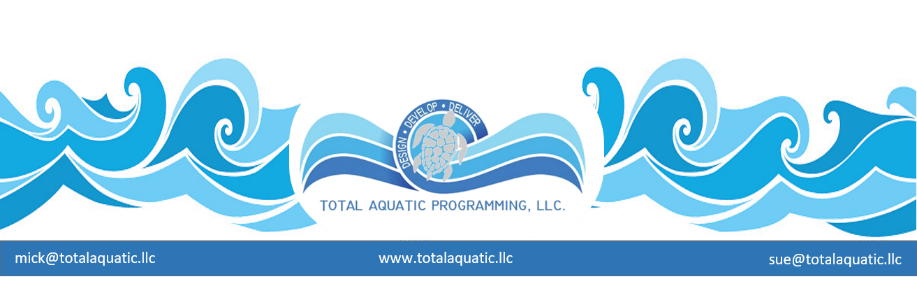 DESIGN • DEVELOP • DELIVER
TOTAL AQUATIC PROGRAMMING, LLC.
mick@totalaquatic.llc
www.totalaquatic.llc
sue@totalaquatic.llc